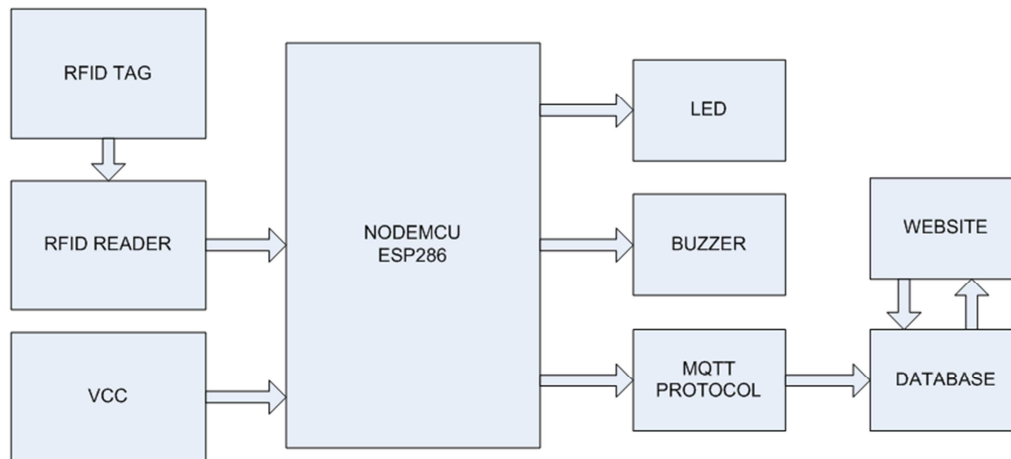 RFID TAG
RFID READER
VCC
NODEMCU
ESP286
LED
BUZZER
MQTT
PROTOCOL
WEBSITE
DATABASE